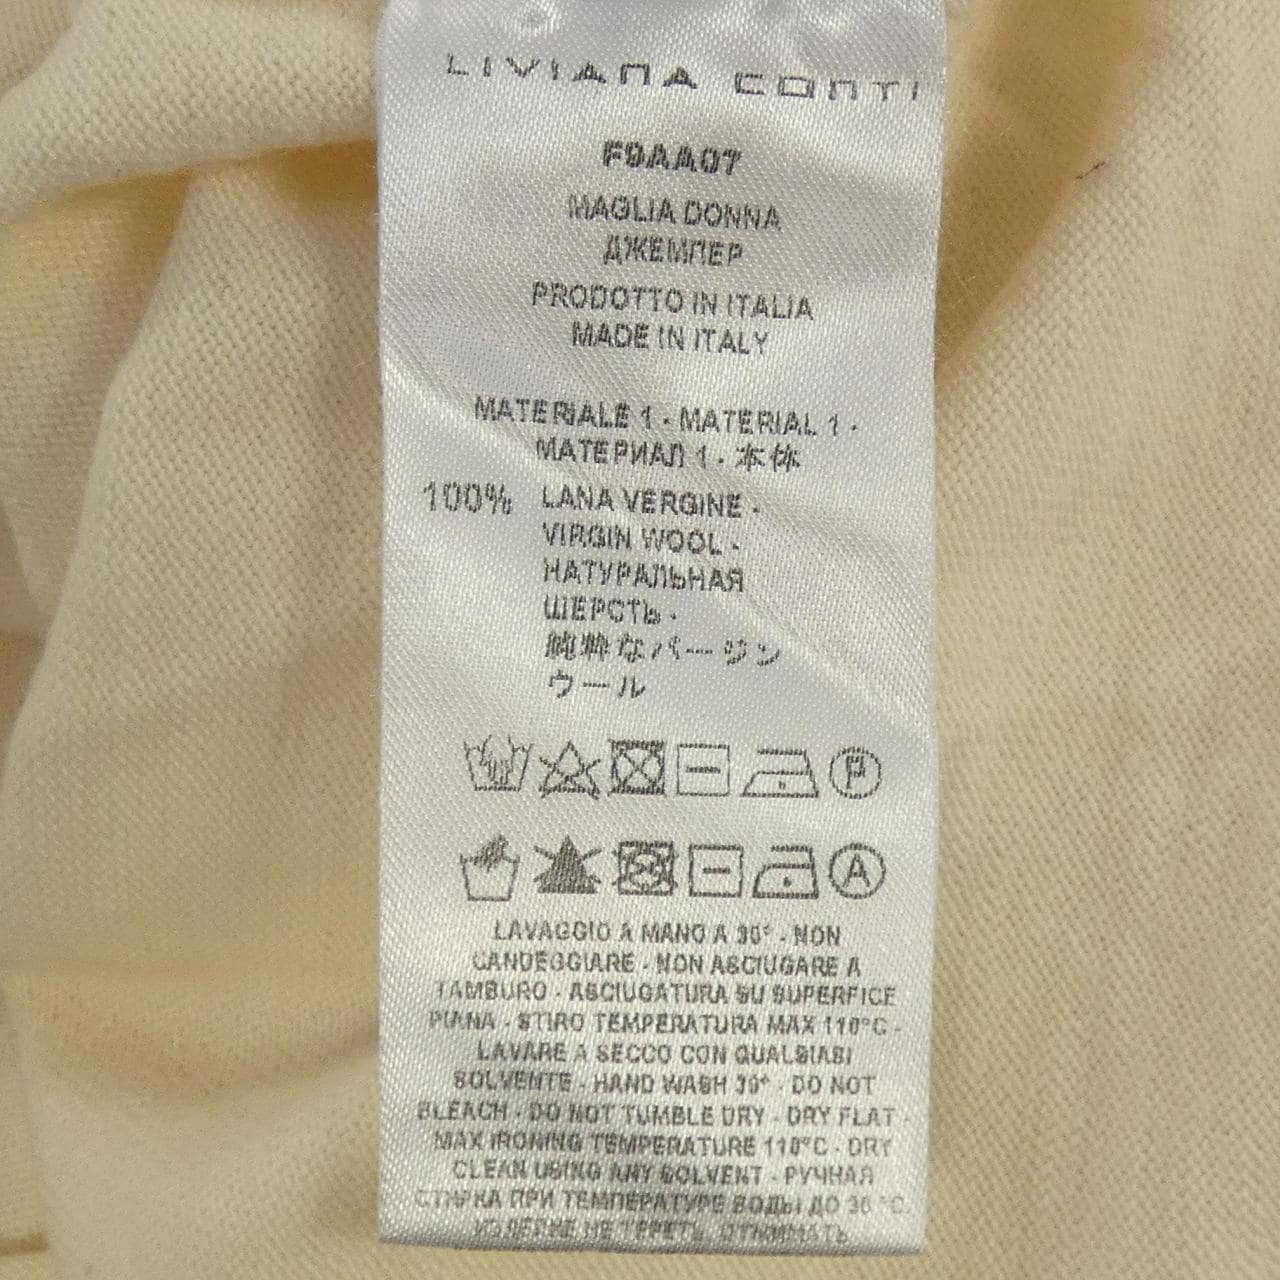 LIVIANA CONTI
F9AA07
MAGLIA DONNA
ДЖЕМПЕР
PRODOTTO IN ITALIA
MADE IN ITALY
MATERIALE 1 - MATERIAL 1 -
МАТЕРИАЛ 1 - 本体
100% LANA VERGINE -
VIRGIN WOOL -
НАТУРАЛЬНАЯ
ШЕРСТЬ -
純粋なバージン
ウール
P
A
LAVAGGIO A MANO A 30° - NON
CANDEGGIARE - NON ASCIUGARE A
TAMBURO - ASCIUGATURA SU SUPERFICE
PIANA - STIRO TEMPERATURA MAX 110°C -
LAVARE A SECCO CON QUALSIASI
SOLVENTE - HAND WASH 30° - DO NOT
BLEACH - DO NOT TUMBLE DRY - DRY FLAT -
MAX IRONING TEMPERATURE 110°C - DRY
CLEAN USING ANY SOLVENT - РУЧНАЯ
СТИРКА ПРИ ТЕМПЕРАТУРЕ ВОДЫ ДО 30 °C.
ИЗДЕЛИЕ НЕ ТЕРЕТЬ, ОТЖИМАТЬ